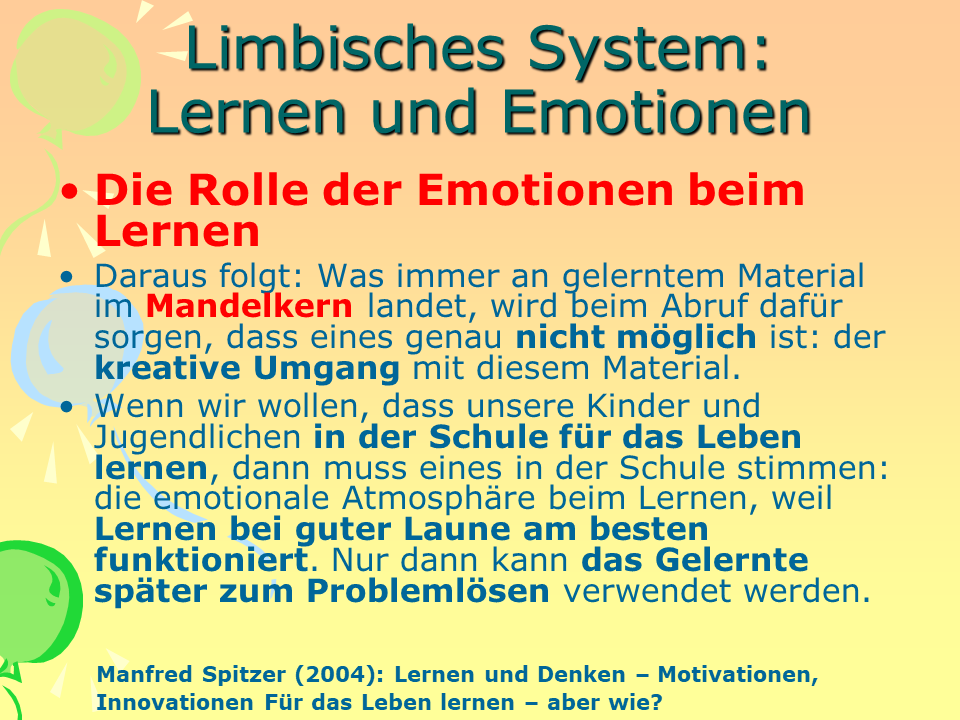 Limbisches System:
Lernen und Emotionen
• Die Rolle der Emotionen beim
Lernen
• Daraus folgt: Was immer an gelerntem Material
im Mandelkern landet, wird beim Abruf dafür
sorgen, dass eines genau nicht möglich ist: der
kreative Umgang mit diesem Material.
• Wenn wir wollen, dass unsere Kinder und
Jugendlichen in der Schule für das Leben
lernen, dann muss eines in der Schule stimmen:
die emotionale Atmosphäre beim Lernen, weil
Lernen bei guter Laune am besten
funktioniert. Nur dann kann das Gelernte
später zum Problemlösen verwendet werden.
Manfred Spitzer (2004): Lernen und Denken – Motivationen,
Innovationen Für das Leben lernen – aber wie?